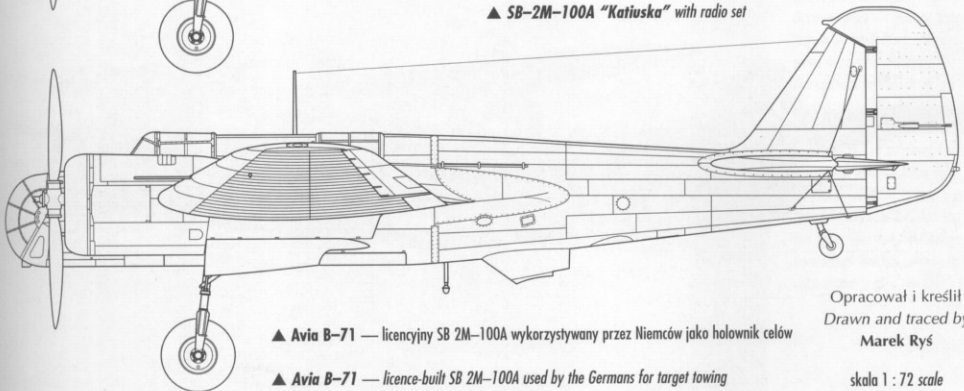 ▲ SB–2M–100A “Katiuska” with radio set
▲ Avia B–71 — licencyjny SB 2M–100A wykorzystywany przez Niemców jako holownik celów
▲ Avia B–71 — licence-built SB 2M–100A used by the Germans for target towing
Opracował i kreślił
Drawn and traced by
Marek Ryś
skala 1 : 72 scale